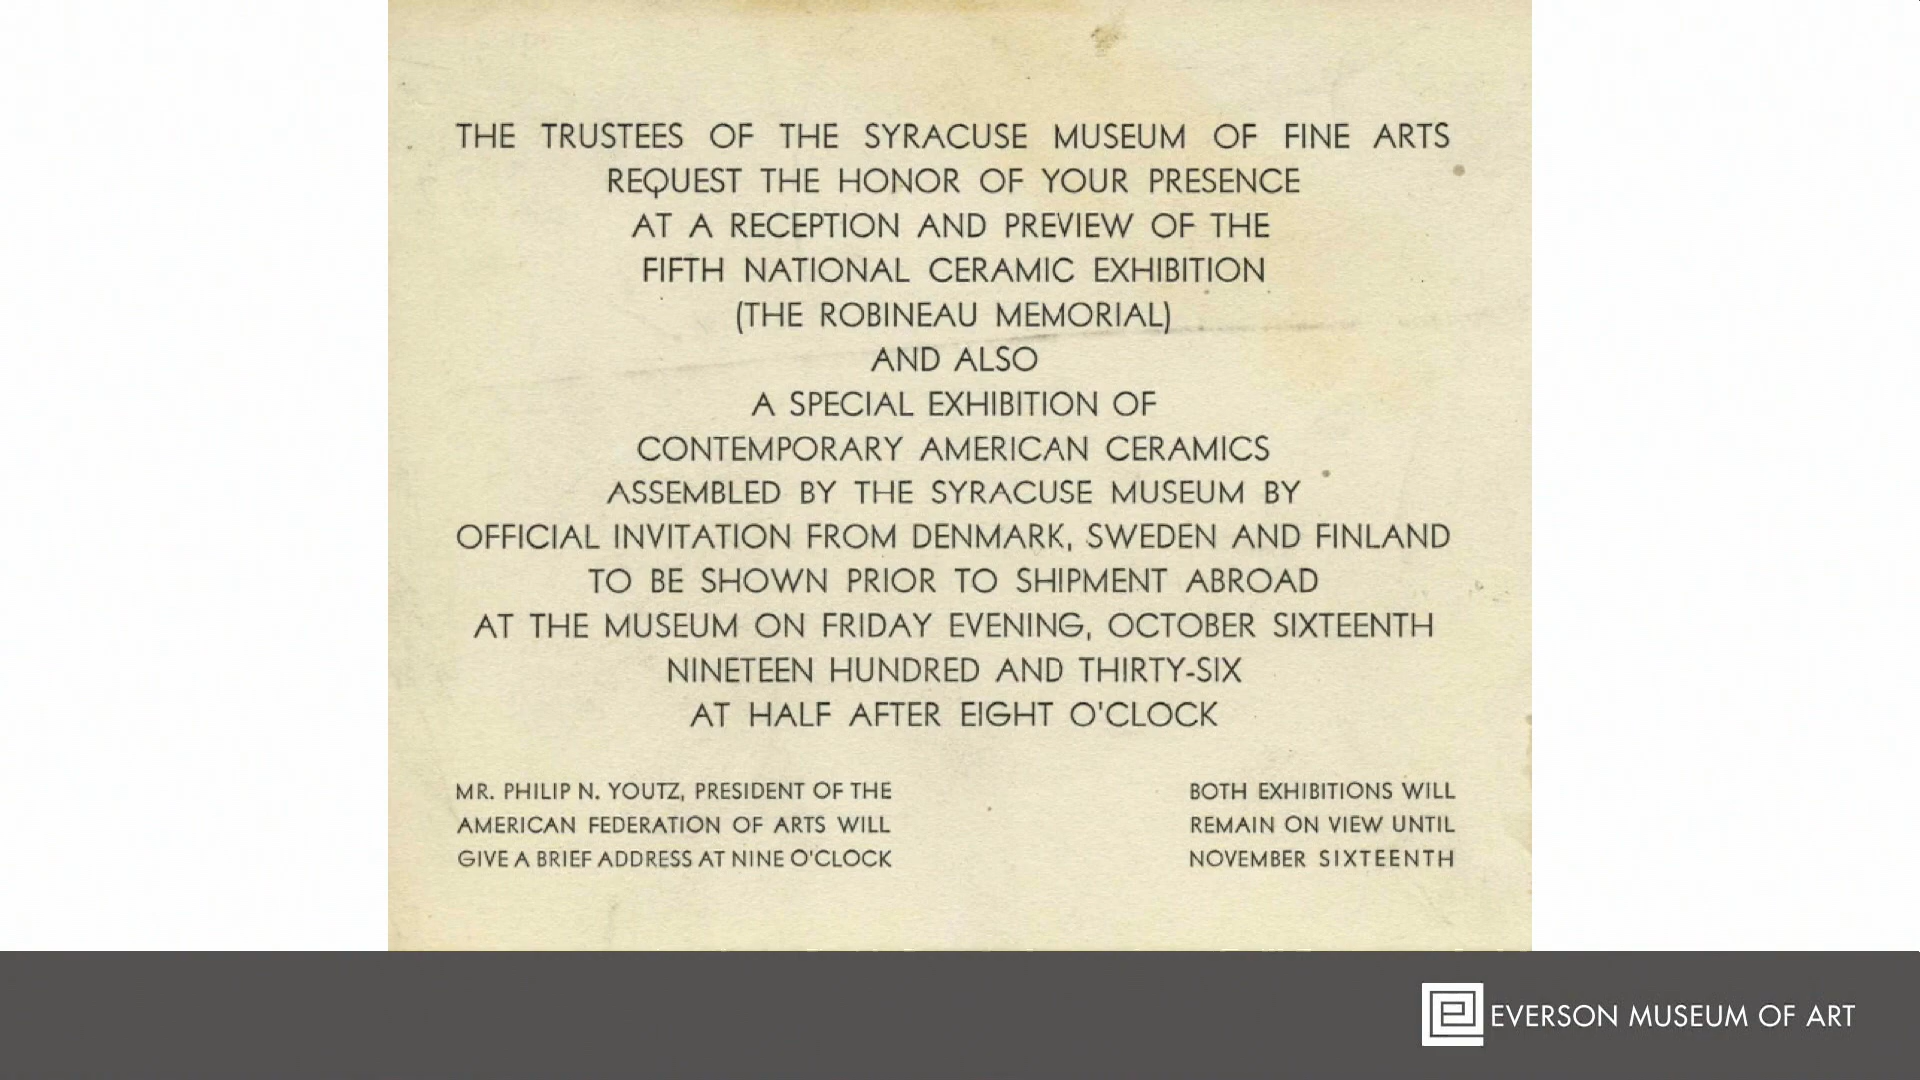 THE TRUSTEES OF THE SYRACUSE MUSEUM OF FINE ARTS
REQUEST THE HONOR OF YOUR PRESENCE
AT A RECEPTION AND PREVIEW OF THE
FIFTH NATIONAL CERAMIC EXHIBITION
(THE ROBINEAU MEMORIAL)
AND ALSO
A SPECIAL EXHIBITION OF
CONTEMPORARY AMERICAN CERAMICS
ASSEMBLED BY THE SYRACUSE MUSEUM BY
OFFICIAL INVITATION FROM DENMARK, SWEDEN AND FINLAND
TO BE SHOWN PRIOR TO SHIPMENT ABROAD
AT THE MUSEUM ON FRIDAY EVENING, OCTOBER SIXTEENTH
NINETEEN HUNDRED AND THIRTY-SIX
AT HALF AFTER EIGHT O'CLOCK
MR. PHILIP N. YOUTZ, PRESIDENT OF THE
AMERICAN FEDERATION OF ARTS WILL
GIVE A BRIEF ADDRESS AT NINE O'CLOCK
BOTH EXHIBITIONS WILL
REMAIN ON VIEW UNTIL
NOVEMBER SIXTEENTH
EVERSON MUSEUM OF ART